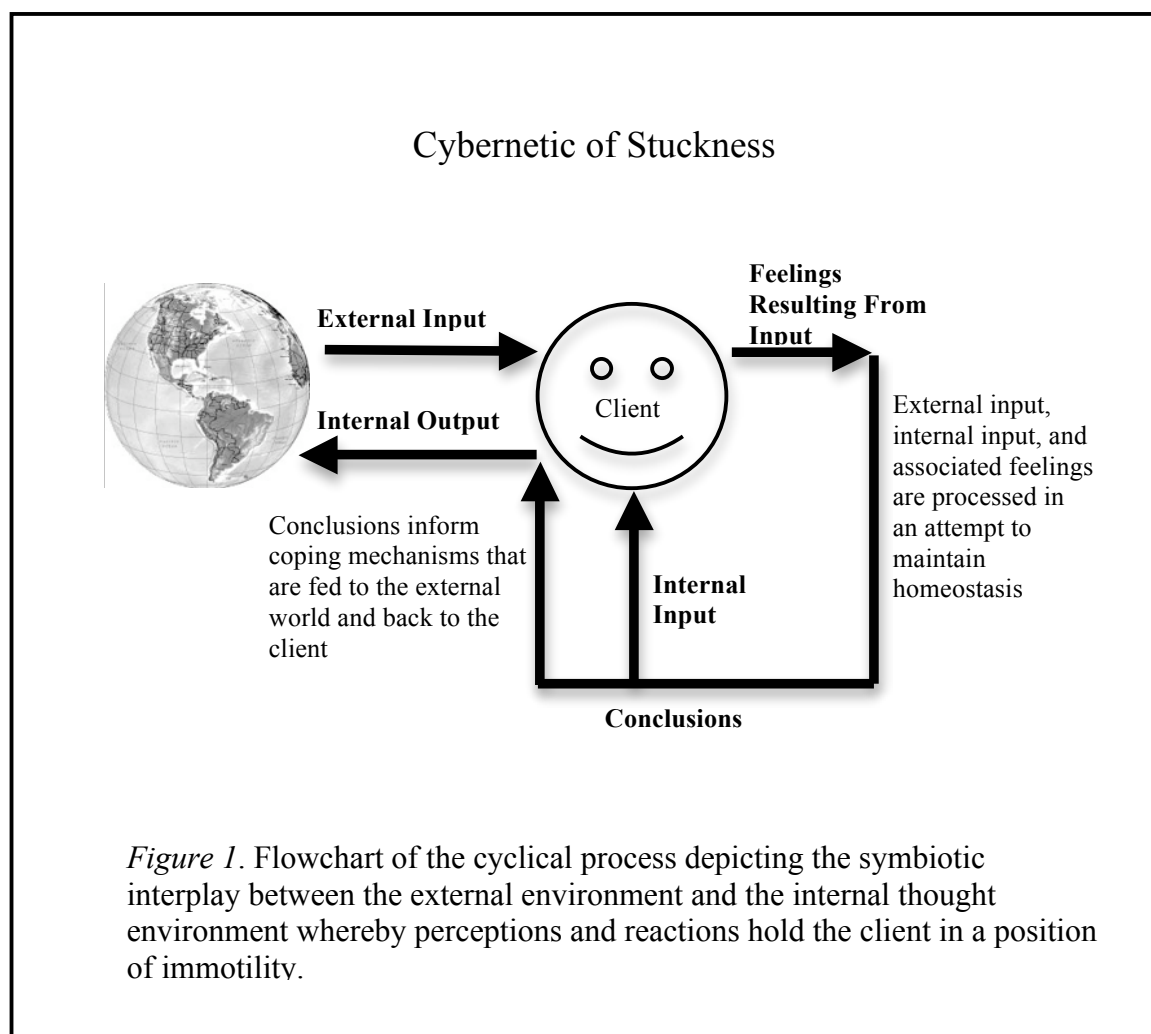 Cybernetic of Stuckness
Feelings
Resulting From
Input
External Input
Client
Internal Output
External input,
internal input, and
associated feelings
are processed in
an attempt to
maintain
homeostasis
Conclusions inform
coping mechanisms that
are fed to the external
world and back to the
client
Internal
Input
Conclusions
Figure 1. Flowchart of the cyclical process depicting the symbiotic
interplay between the external environment and the internal thought
environment whereby perceptions and reactions hold the client in a position
of immotility.